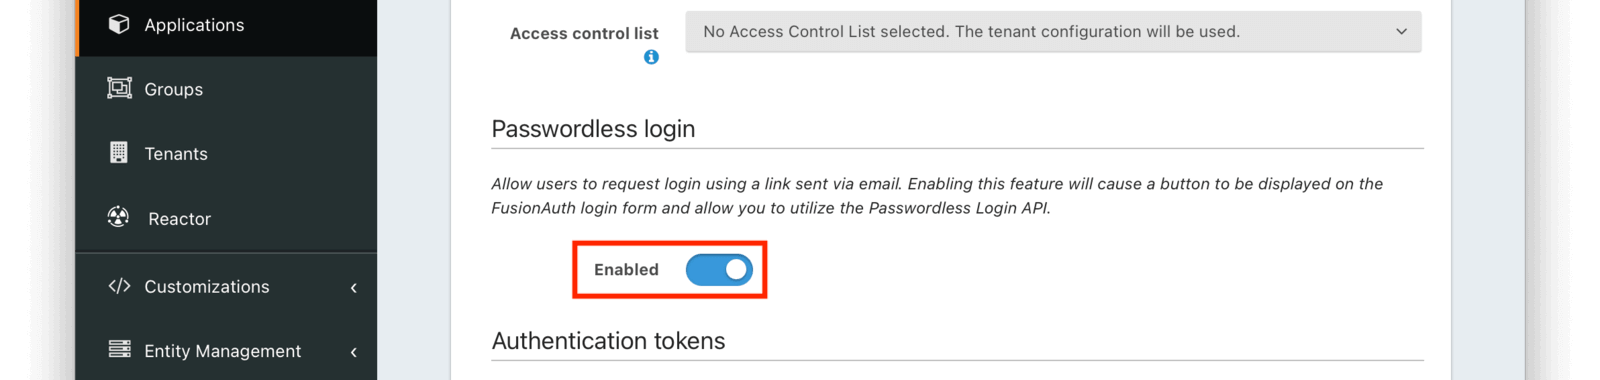 Applications
Groups
Tenants
Reactor
Customizations
Entity Management
Access control list
No Access Control List selected. The tenant configuration will be used.
Passwordless login
Allow users to request login using a link sent via email. Enabling this feature will cause a button to be displayed on the
FusionAuth login form and allow you to utilize the Passwordless Login API.
Enabled
Authentication tokens